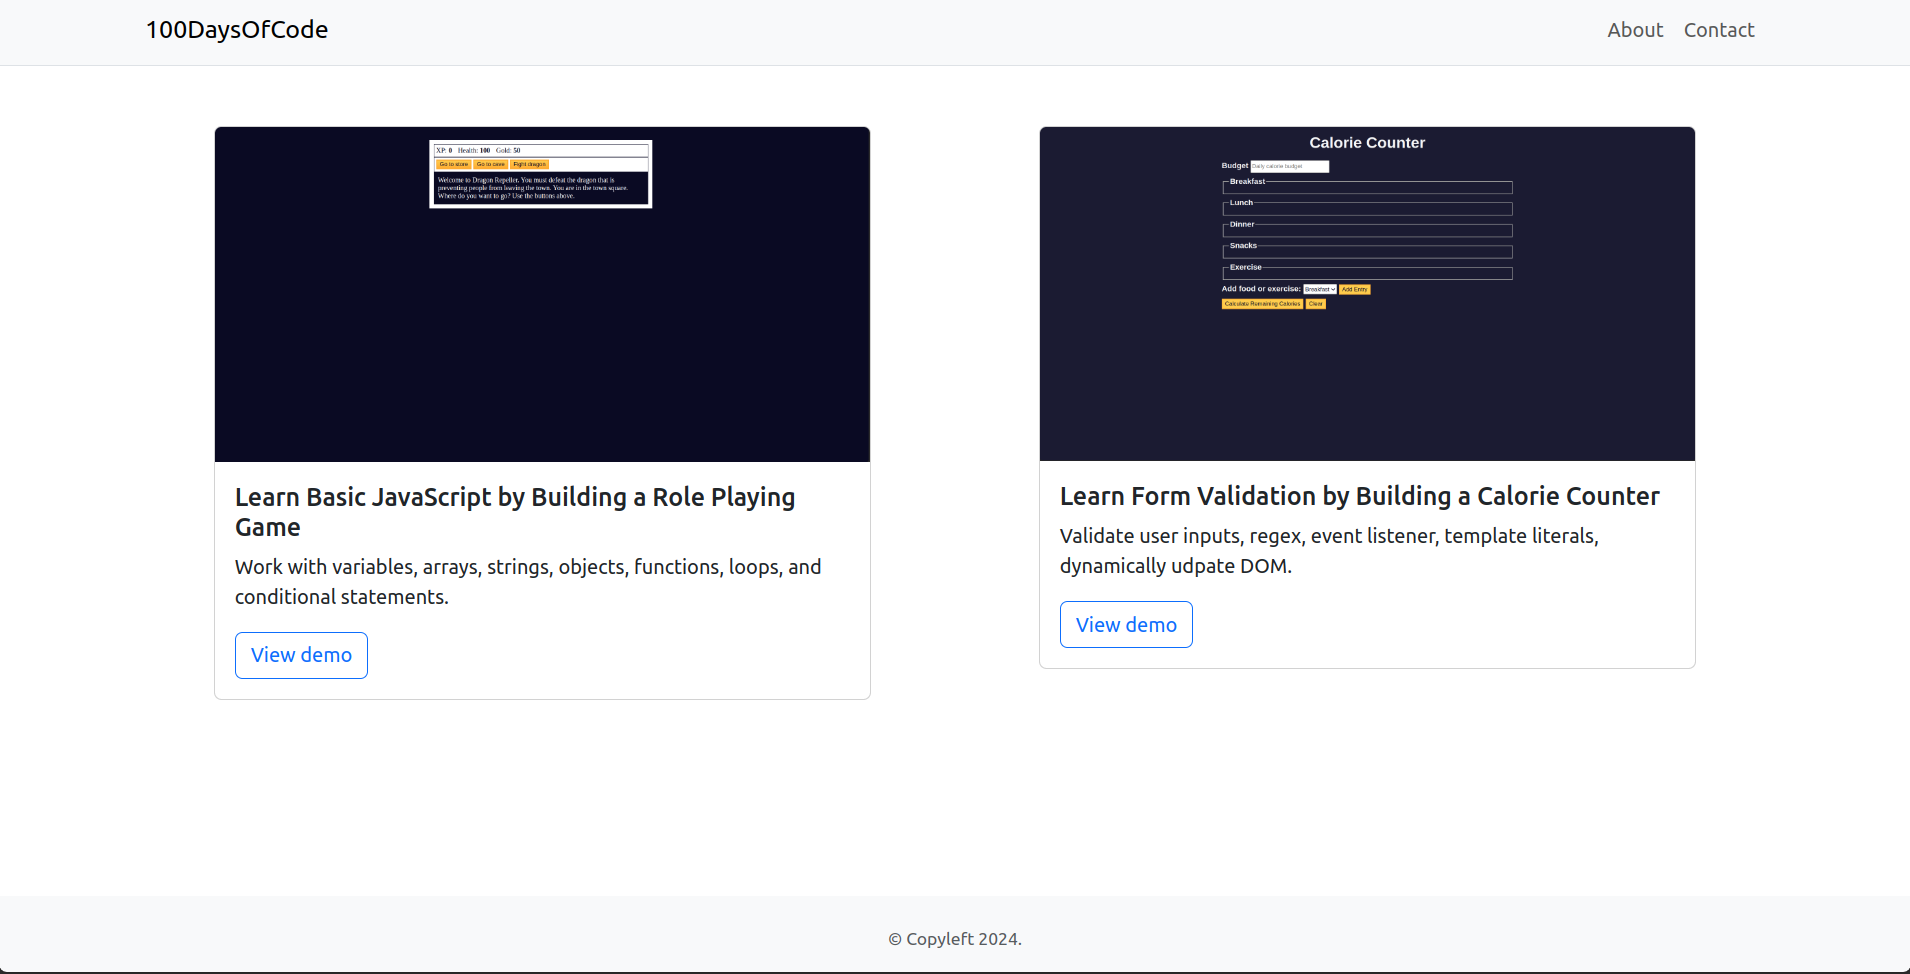 100DaysOfCode
About Contact
XP: 0 Health: 100 Gold: 50
Go to store Go to cave Fight dragon
Welcome to Dragon Repeller. You must defeat the dragon that is
preventing people from leaving the town. You are in the town square.
Where do you want to go? Use the buttons above.
Learn Basic JavaScript by Building a Role Playing
Game
Work with variables, arrays, strings, objects, functions, loops, and
conditional statements.
View demo
Calorie Counter
Budget Daily calorie budget
Breakfast
Lunch
Dinner
Snacks
Exercise
Add food or exercise: Breakfast Add Entry
Calculate Remaining Calories Clear
Learn Form Validation by Building a Calorie Counter
Validate user inputs, regex, event listener, template literals,
dynamically udpate DOM.
View demo
© Copyleft 2024.